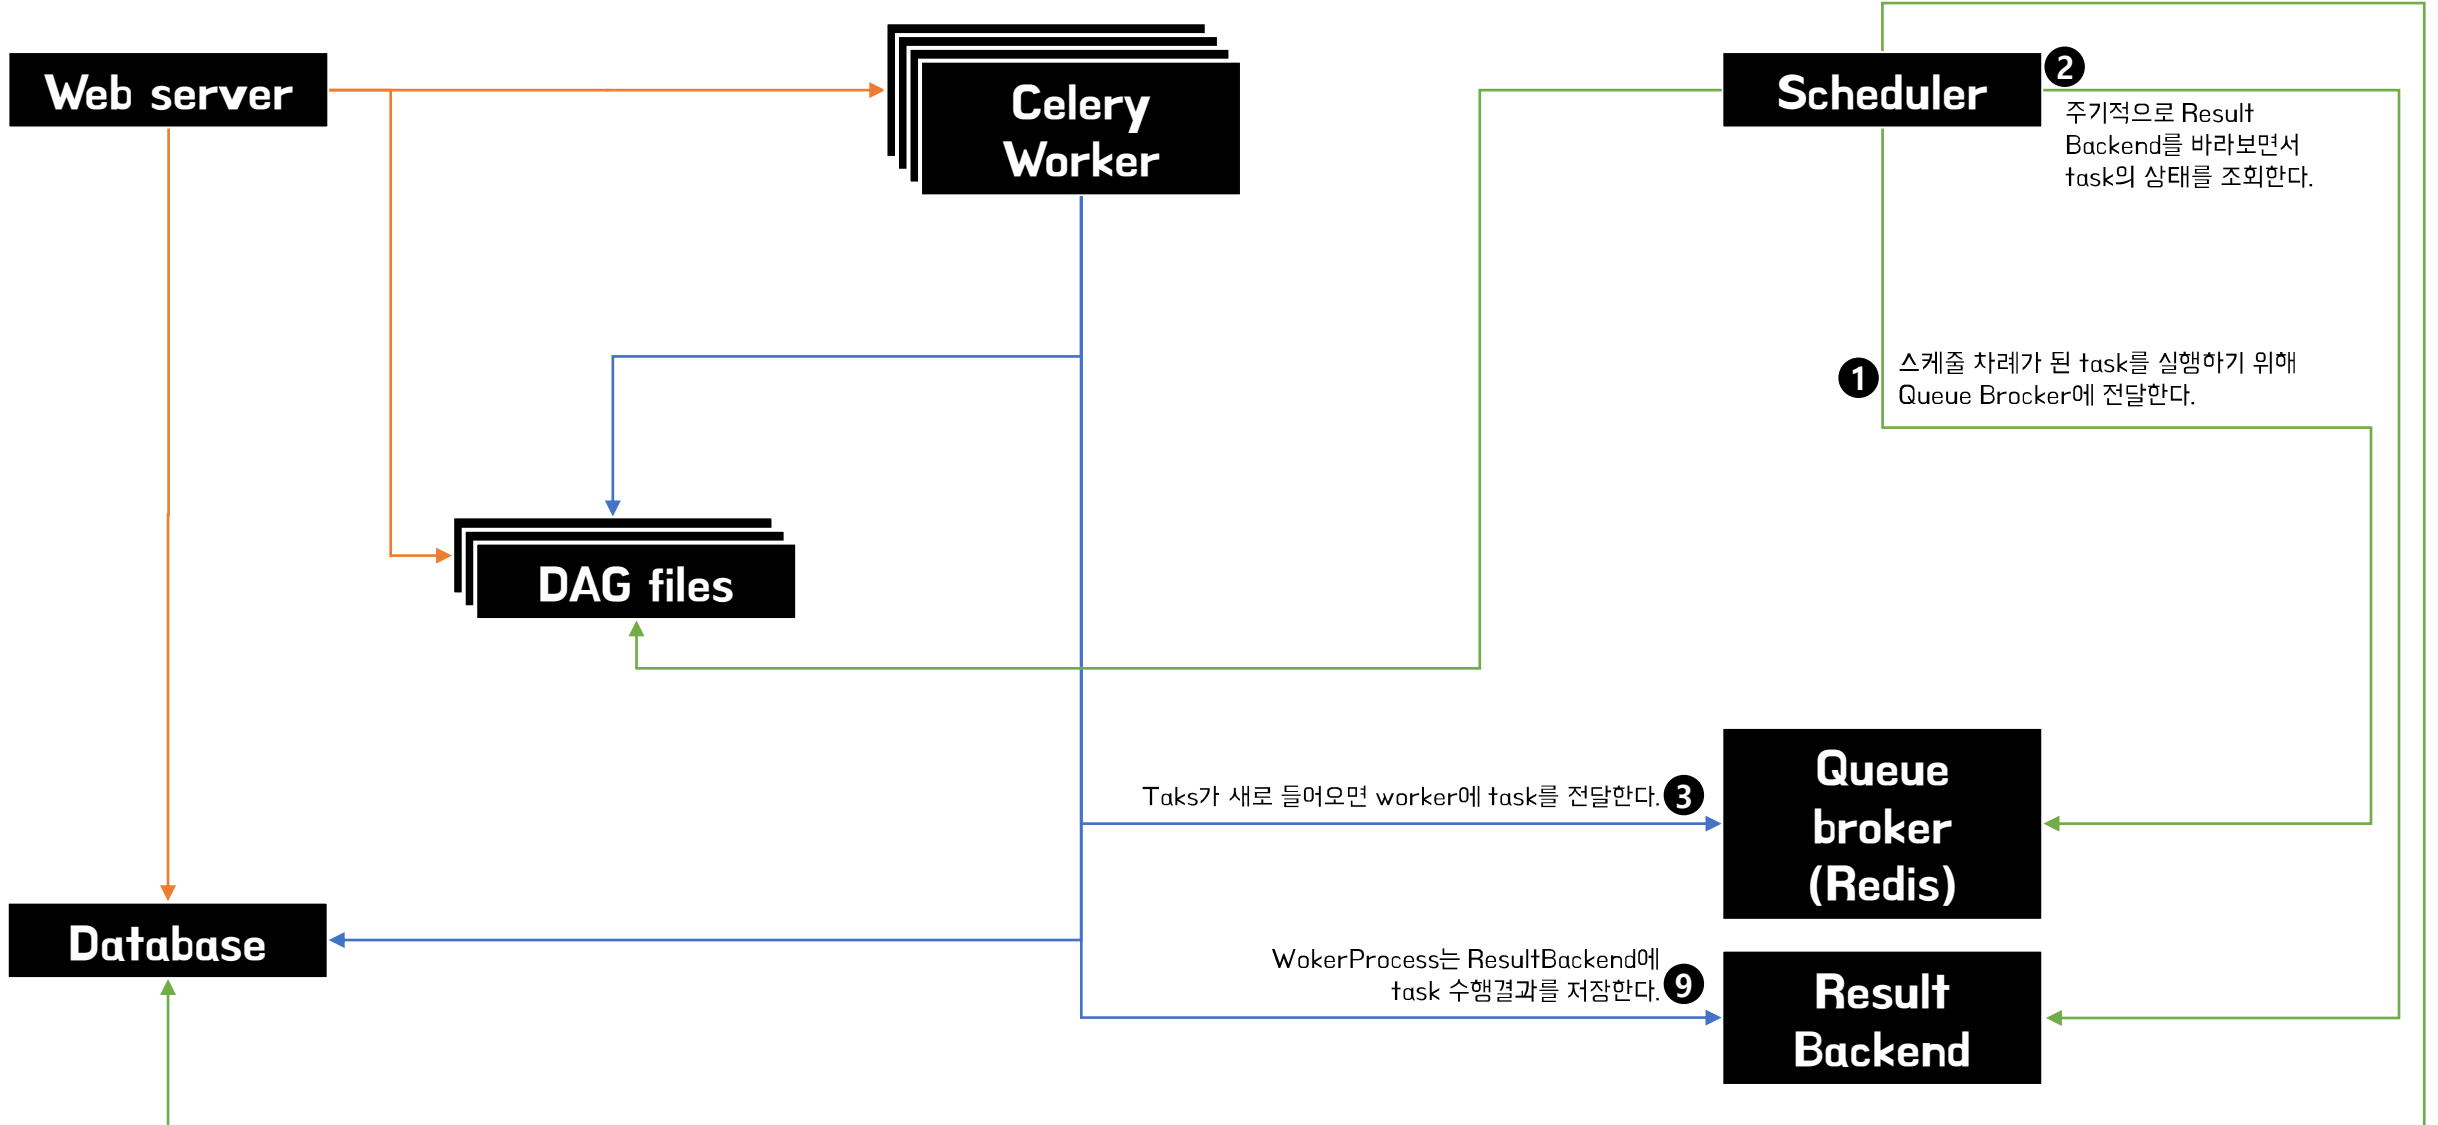 Web server
Celery
Worker
Scheduler
2
주기적으로 Result
Backend를 바라보면서
task의 상태를 조회한다.
1
스케줄 차례가 된 task를 실행하기 위해
Queue Brocker에 전달한다.
DAG files
Taks가 새로 들어오면 worker에 task를 전달한다.
3
Queue
broker
(Redis)
Database
WokerProcess는 ResultBackend에
task 수행결과를 저장한다.
9
Result
Backend